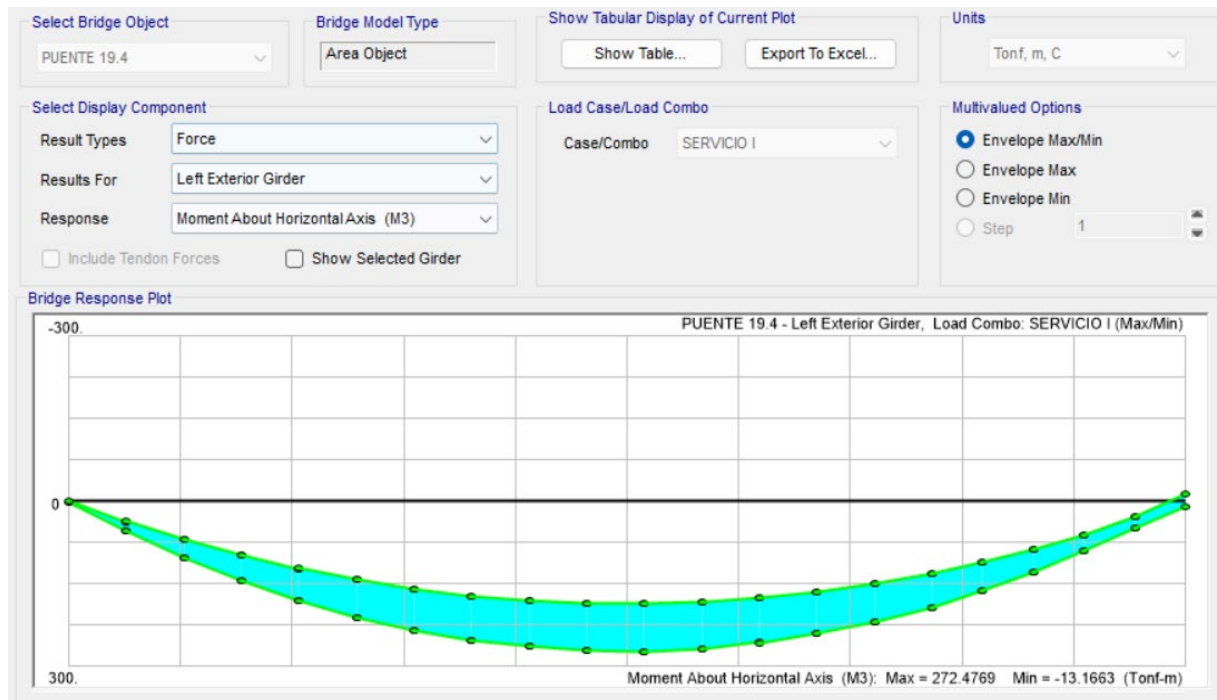 Select Bridge Object
PUENTE 19.4
Bridge Model Type
Area Object
Show Tabular Display of Current Plot
Show Table...
Export To Excel...
Units
Tonf, m, C
Select Display Component
Result Types
Force
Results For
Left Exterior Girder
Response
Moment About Horizontal Axis (M3)
Include Tendon Forces
Show Selected Girder
Load Case/Load Combo
Case/Combo
SERVICIO I
Multivalued Options
Envelope Max/Min
Envelope Max
Envelope Min
Step
1
Bridge Response Plot
-300.
PUENTE 19.4 - Left Exterior Girder, Load Combo: SERVICIO I (Max/Min)
0
300.
Moment About Horizontal Axis (M3): Max = 272.4769 Min = -13.1663 (Tonf-m)